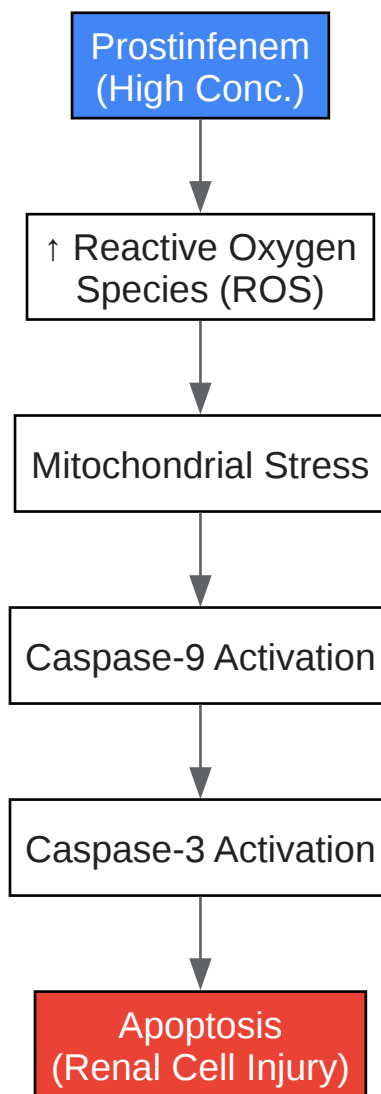 Prostinfenem
(High Conc.)
↑ Reactive Oxygen
Species (ROS)
Mitochondrial Stress
Caspase-9 Activation
Caspase-3 Activation
Apoptosis
(Renal Cell Injury)